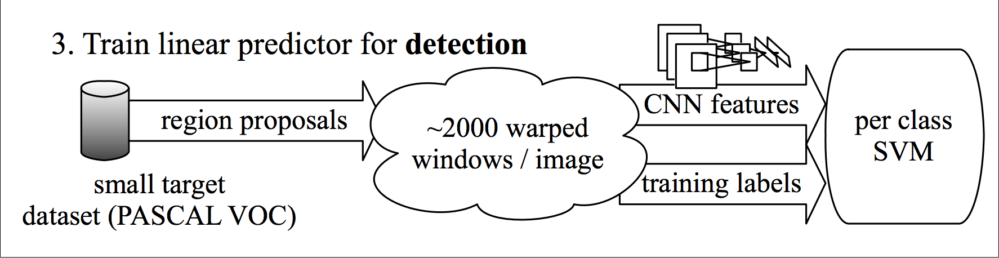 3. Train linear predictor for detection
region proposals
small target
dataset (PASCAL VOC)
~2000 warped
windows / image
CNN features
training labels
per class
SVM